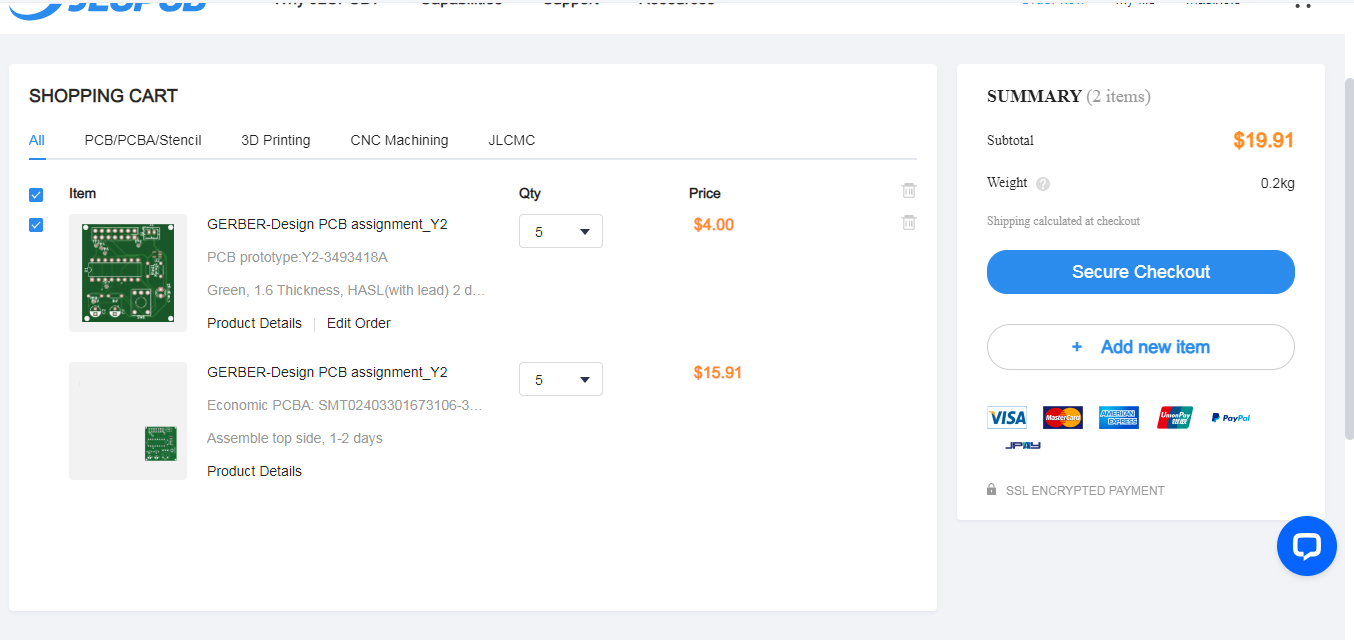 SHOPPING CART
All PCB/PCBA/Stencil 3D Printing CNC Machining JLCMC
Item Qty Price
GERBER-Design PCB assignment_Y2 5 $4.00
PCB prototype:Y2-3493418A
Green, 1.6 Thickness, HASL(with lead) 2 d...
Product Details Edit Order
GERBER-Design PCB assignment_Y2 5 $15.91
Economic PCBA: SMT02403301673106-3...
Assemble top side, 1-2 days
Product Details
SUMMARY (2 items)
Subtotal $19.91
Weight ? 0.2kg
Shipping calculated at checkout
Secure Checkout
+ Add new item
VISA MasterCard AMERICAN EXPRESS UnionPay PayPal
JPAY
SSL ENCRYPTED PAYMENT